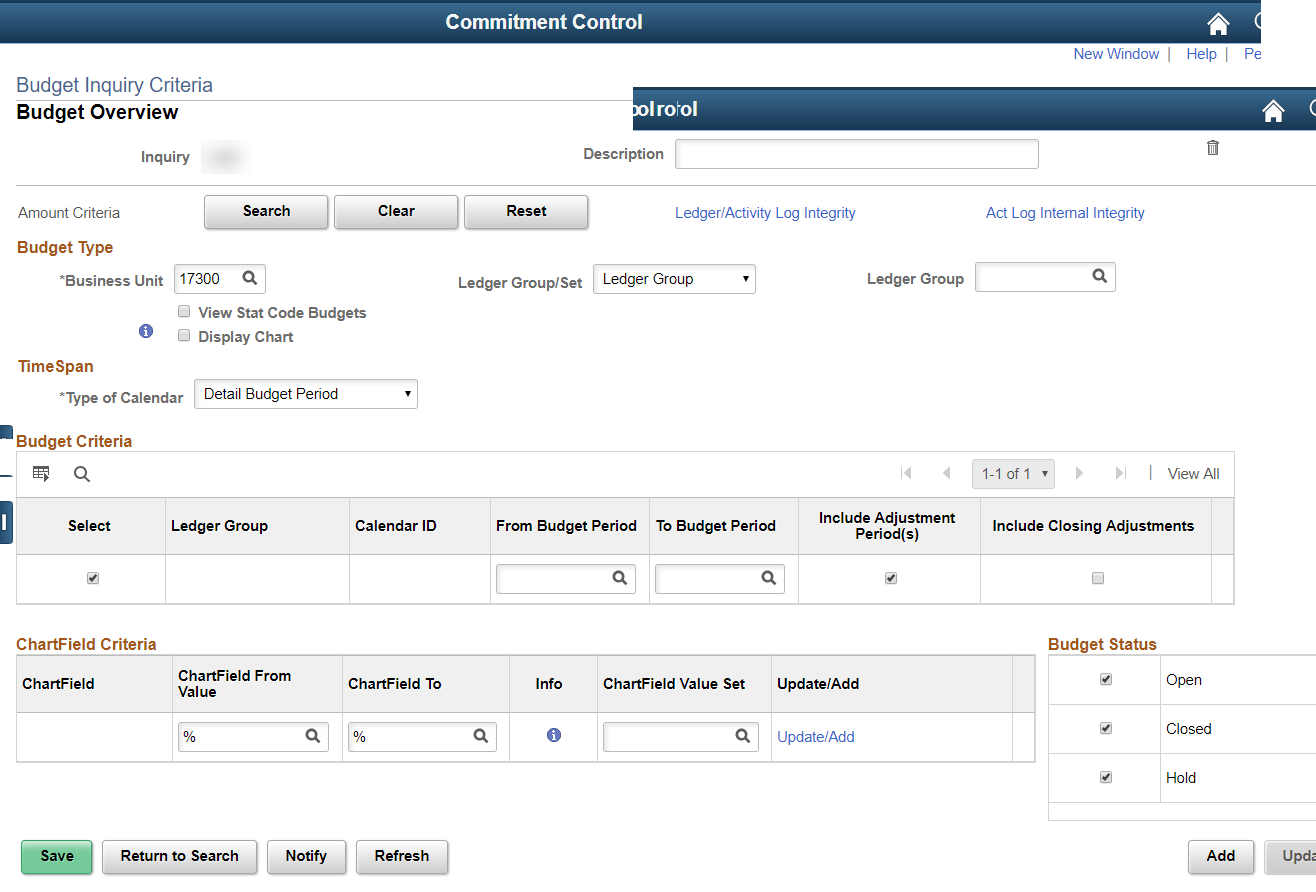 Commitment Control
New Window | Help |
Budget Inquiry Criteria
Budget Overview
Inquiry
Description
Amount Criteria Search Clear Reset Ledger/Activity Log Integrity Act Log Internal Integrity
Budget Type
*Business Unit 17300 Ledger Group/Set Ledger Group Ledger Group
View Stat Code Budgets
Display Chart
TimeSpan
*Type of Calendar Detail Budget Period
Budget Criteria
1-1 of 1 | View All
Select Ledger Group Calendar ID From Budget Period To Budget Period Include Adjustment Period(s) Include Closing Adjustments
ChartField Criteria
ChartField ChartField From Value ChartField To Info ChartField Value Set Update/Add
% % Update/Add
Budget Status
Open
Closed
Hold
Save Return to Search Notify Refresh Add